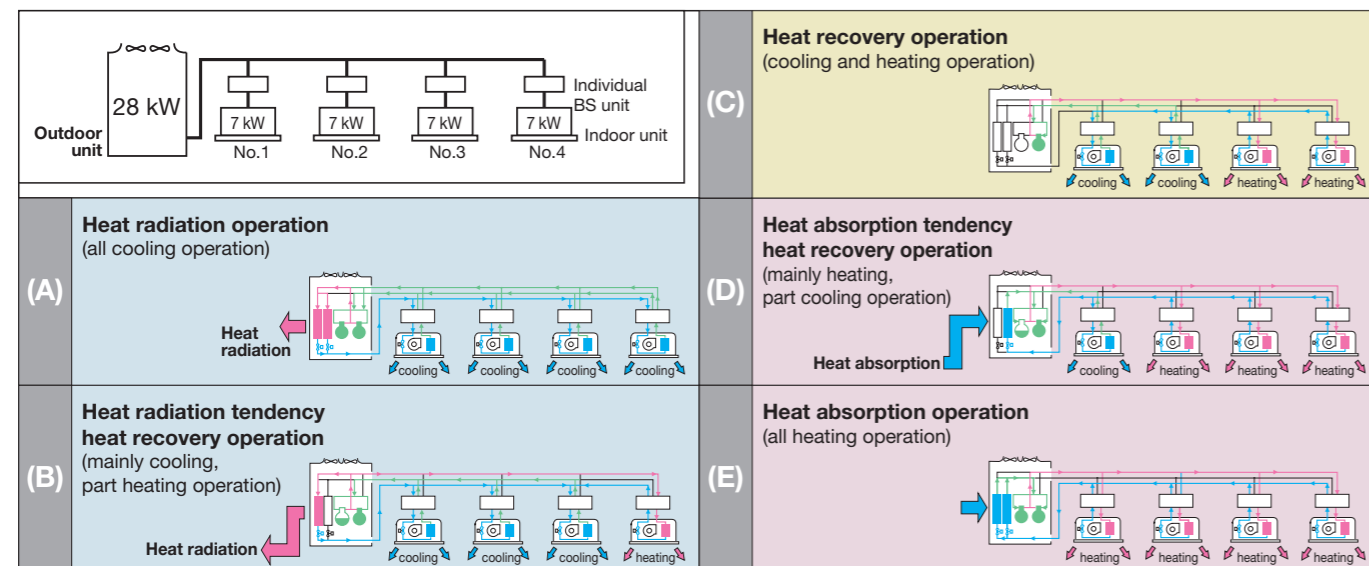 28 kW
Outdoor
unit
7 kW
7 kW
7 kW
7 kW
Individual
BS unit
Indoor unit
No.1
No.2
No.3
No.4
(A)
Heat radiation operation
(all cooling operation)
Heat
radiation
cooling
cooling
cooling
cooling
(B)
Heat radiation tendency
heat recovery operation
(mainly cooling,
part heating operation)
Heat radiation
cooling
cooling
cooling
heating
(C)
Heat recovery operation
(cooling and heating operation)
cooling
cooling
heating
heating
(D)
Heat absorption tendency
heat recovery operation
(mainly heating,
part cooling operation)
Heat absorption
cooling
heating
heating
heating
(E)
Heat absorption operation
(all heating operation)
heating
heating
heating
heating